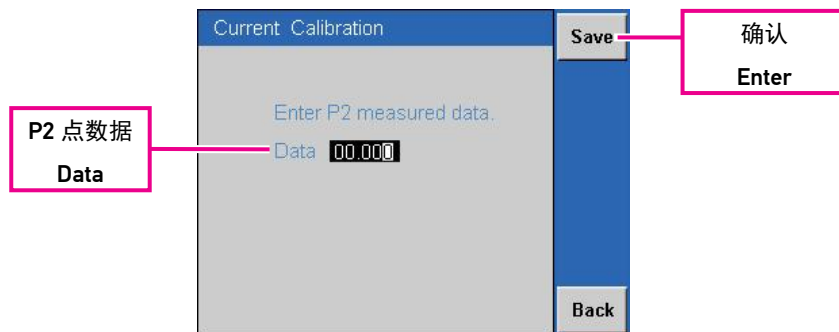 Current Calibration
Save
确认
Enter
Enter P2 measured data.
P2 点数据
Data
Data 00.000
Back